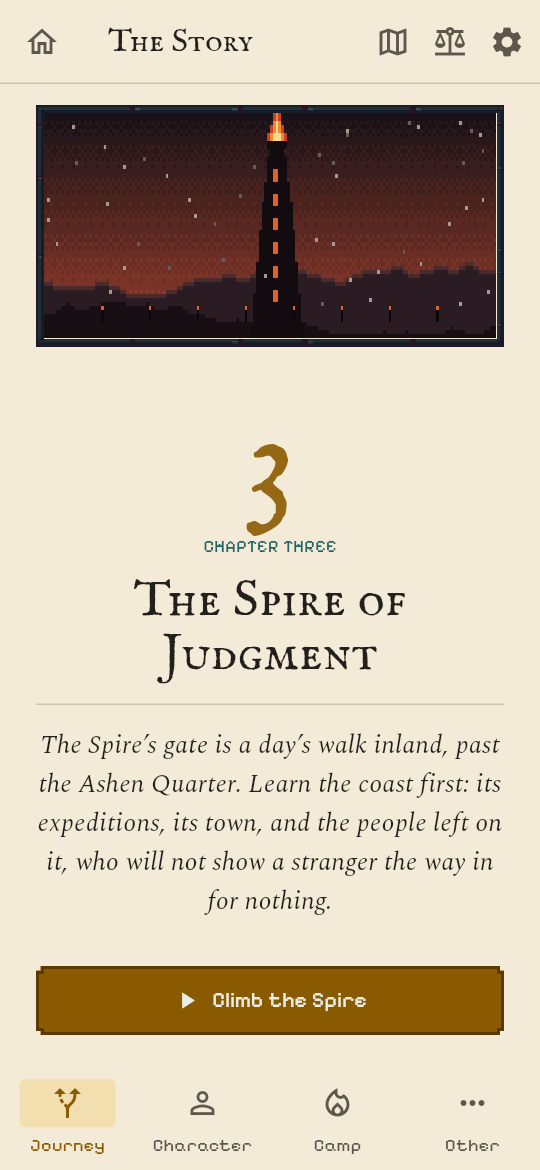 The Story
3
CHAPTER THREE
The Spire of
Judgment
The Spire’s gate is a day’s walk inland, past
the Ashen Quarter. Learn the coast first: its
expeditions, its town, and the people left on
it, who will not show a stranger the way in
for nothing.
Climb the Spire
Journey
Character
Camp
Other